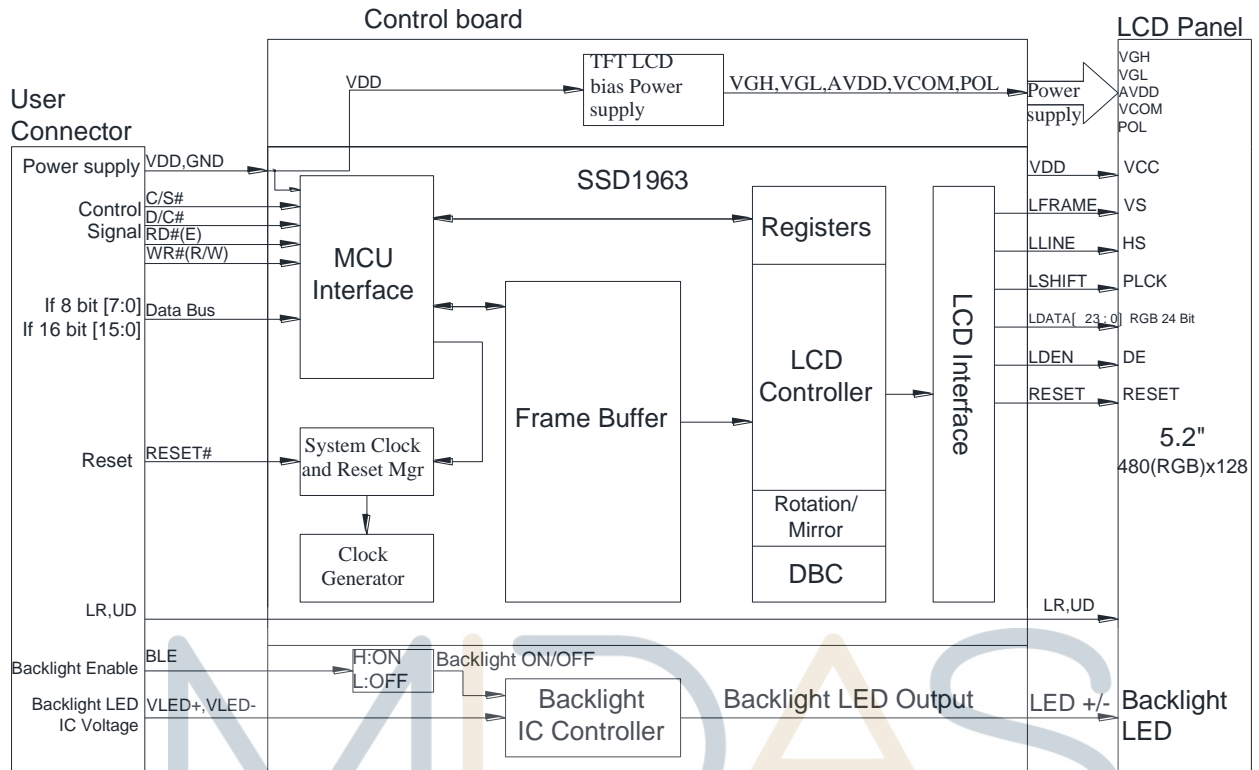 Control board
LCD Panel
User
Connector
VDD
TFT LCD
bias Power
supply
VGH,VGL,AVDD,VCOM,POL
Power
supply
VGH
VGL
AVDD
VCOM
POL
Power supply
VDD,GND
Control
Signal
C/S#
D/C#
RD#(E)
WR#(R/W)
If 8 bit [7:0]
If 16 bit [15:0]
Data Bus
Reset
RESET#
MCU
Interface
System Clock
and Reset Mgr
Clock
Generator
SSD1963
Frame Buffer
Registers
LCD
Controller
Rotation/
Mirror
DBC
LCD Interface
VDD
VCC
LFRAME
VS
LLINE
HS
LSHIFT
PLCK
LDATA[ 23 : 0]
RGB 24 Bit
LDEN
DE
RESET
RESET
5.2"
480(RGB)x128
LR,UD
LR,UD
Backlight Enable
BLE
H:ON
L:OFF
Backlight ON/OFF
Backlight LED
IC Voltage
VLED+,VLED-
Backlight
IC Controller
Backlight LED Output
LED +/-
Backlight
LED
MIDAS